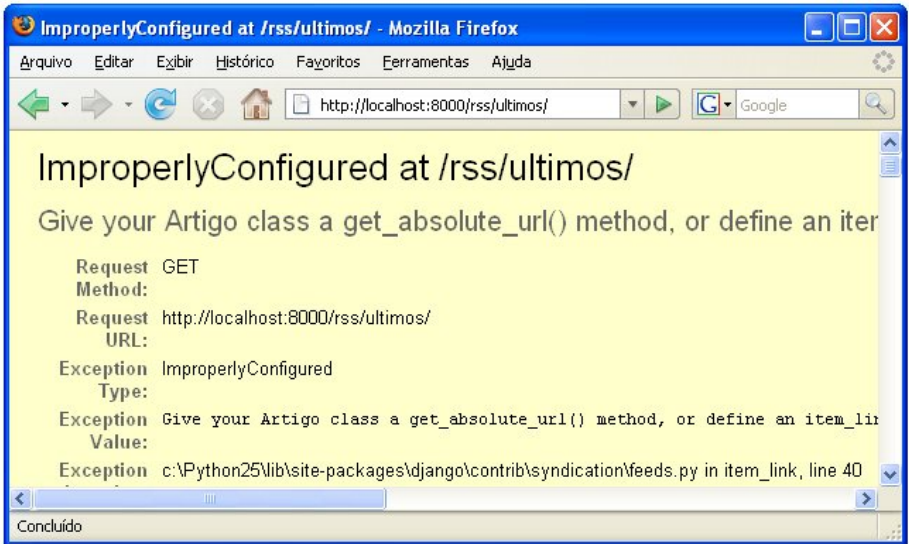 ImproperlyConfigured at /rss/ultimos/ - Mozilla Firefox
Arquivo Editar Exibir Histórico Favoritos Ferramentas Ajuda
http://localhost:8000/rss/ultimos/ G Google
ImproperlyConfigured at /rss/ultimos/
Give your Artigo class a get_absolute_url() method, or define an
Request Method: GET
Request URL: http://localhost:8000/rss/ultimos/
Exception Type: ImproperlyConfigured
Exception Value: Give your Artigo class a get_absolute_url() method, or define an
Exception c:\Python25\lib\site-packages\django\contrib\syndication\feeds.py in item_link, line 40
Concluído